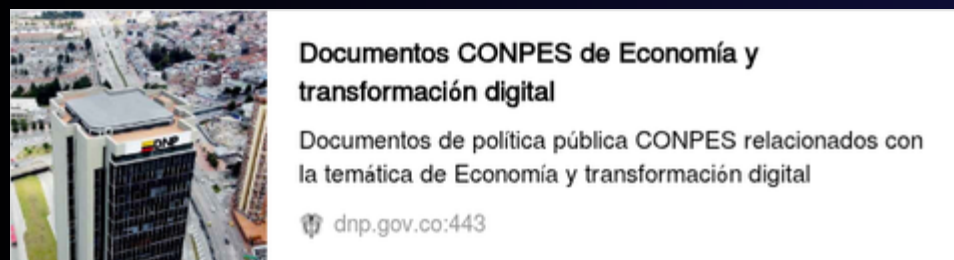 Documentos CONPES de Economía y
transformación digital
Documentos de política pública CONPES relacionados con
la temática de Economía y transformación digital
dnp.gov.co:443
DNP